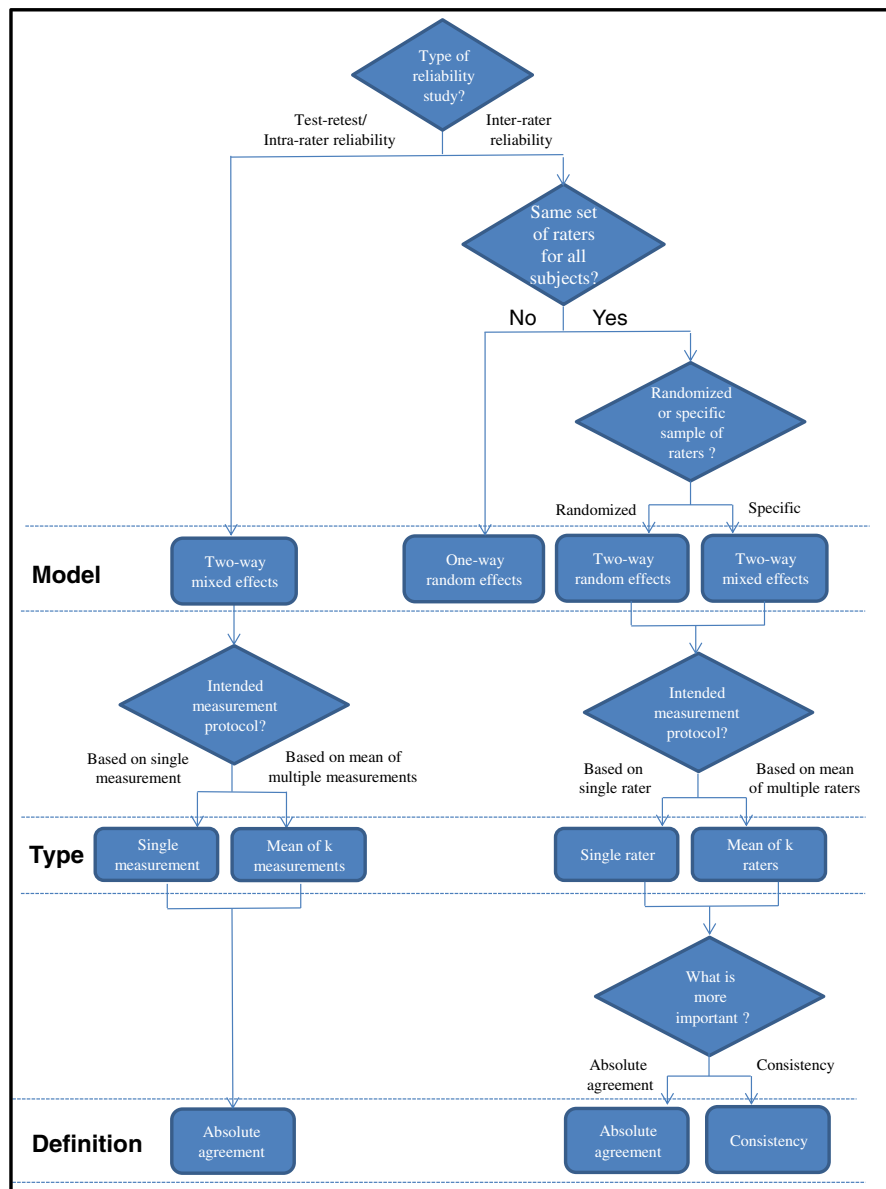 Type of
reliability
study?
Test-retest/
Intra-rater reliability
Inter-rater
reliability
Same set
of raters
for all
subjects?
No
Yes
Randomized
or specific
sample of
raters ?
Randomized
Specific
Model
Two-way
mixed effects
One-way
random effects
Two-way
random effects
Two-way
mixed effects
Intended
measurement
protocol?
Intended
measurement
protocol?
Based on single
measurement
Based on mean of
multiple measurements
Based on
single rater
Based on mean
of multiple raters
Type
Single
measurement
Mean of k
measurements
Single rater
Mean of k
raters
What is
more
important ?
Absolute
agreement
Consistency
Definition
Absolute
agreement
Absolute
agreement
Consistency